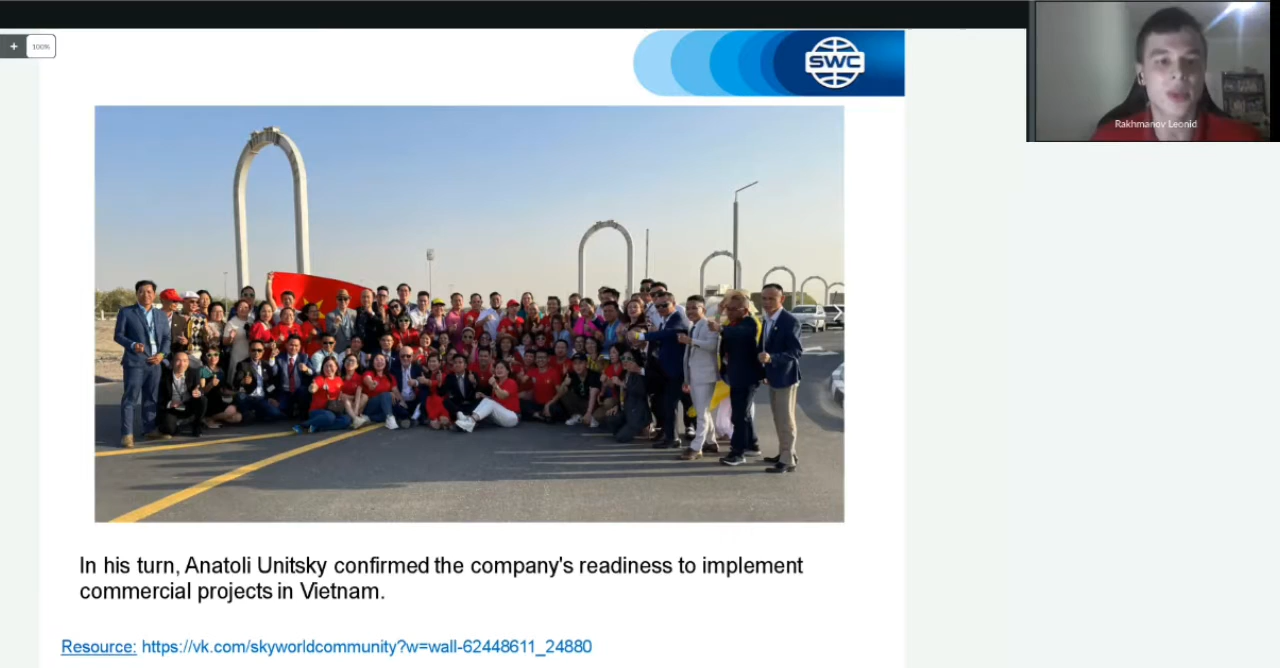 + 100%
SWC
Rakhmanov Leonid
In his turn, Anatoli Unitsky confirmed the company's readiness to implement
commercial projects in Vietnam.
Resource: https://vk.com/skyworldcommunity?w=wall-62448611_24880